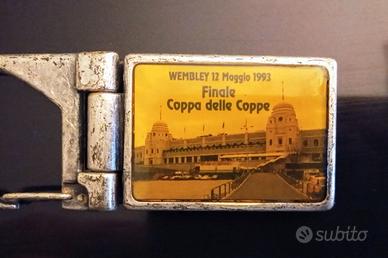 WEMBLEY 12 Maggio 1993
Finale
Coppa delle Coppe
subito